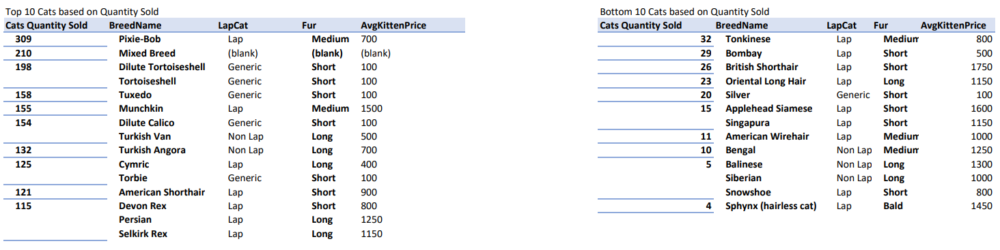 Top 10 Cats based on Quantity Sold
Cats Quantity Sold BreedName LapCat Fur AvgKittenPrice
309 Pixie-Bob Lap Medium 700
210 Mixed Breed (blank) (blank) (blank)
198 Dilute Tortoiseshell Generic Short 100
Tortoiseshell Generic Short 100
158 Tuxedo Generic Short 100
155 Munchkin Lap Medium 1500
154 Dilute Calico Generic Short 100
Turkish Van Non Lap Long 500
132 Turkish Angora Non Lap Long 700
125 Cymric Lap Long 400
Torbie Generic Short 100
121 American Shorthair Lap Short 900
115 Devon Rex Lap Short 800
Persian Lap Long 1250
Selkirk Rex Lap Long 1150
Bottom 10 Cats based on Quantity Sold
Cats Quantity Sold BreedName LapCat Fur AvgKittenPrice
32 Tonkinese Lap Medium 800
29 Bombay Lap Short 500
26 British Shorthair Lap Short 1750
23 Oriental Long Hair Lap Long 1150
20 Silver Generic Short 100
15 Applehead Siamese Lap Short 1600
Singapura Lap Short 1150
11 American Wirehair Lap Medium 1000
10 Bengal Non Lap Medium 1250
5 Balinese Non Lap Long 1300
Siberian Non Lap Long 1000
Snowshoe Lap Short 800
4 Sphynx (hairless cat) Lap Bald 1450